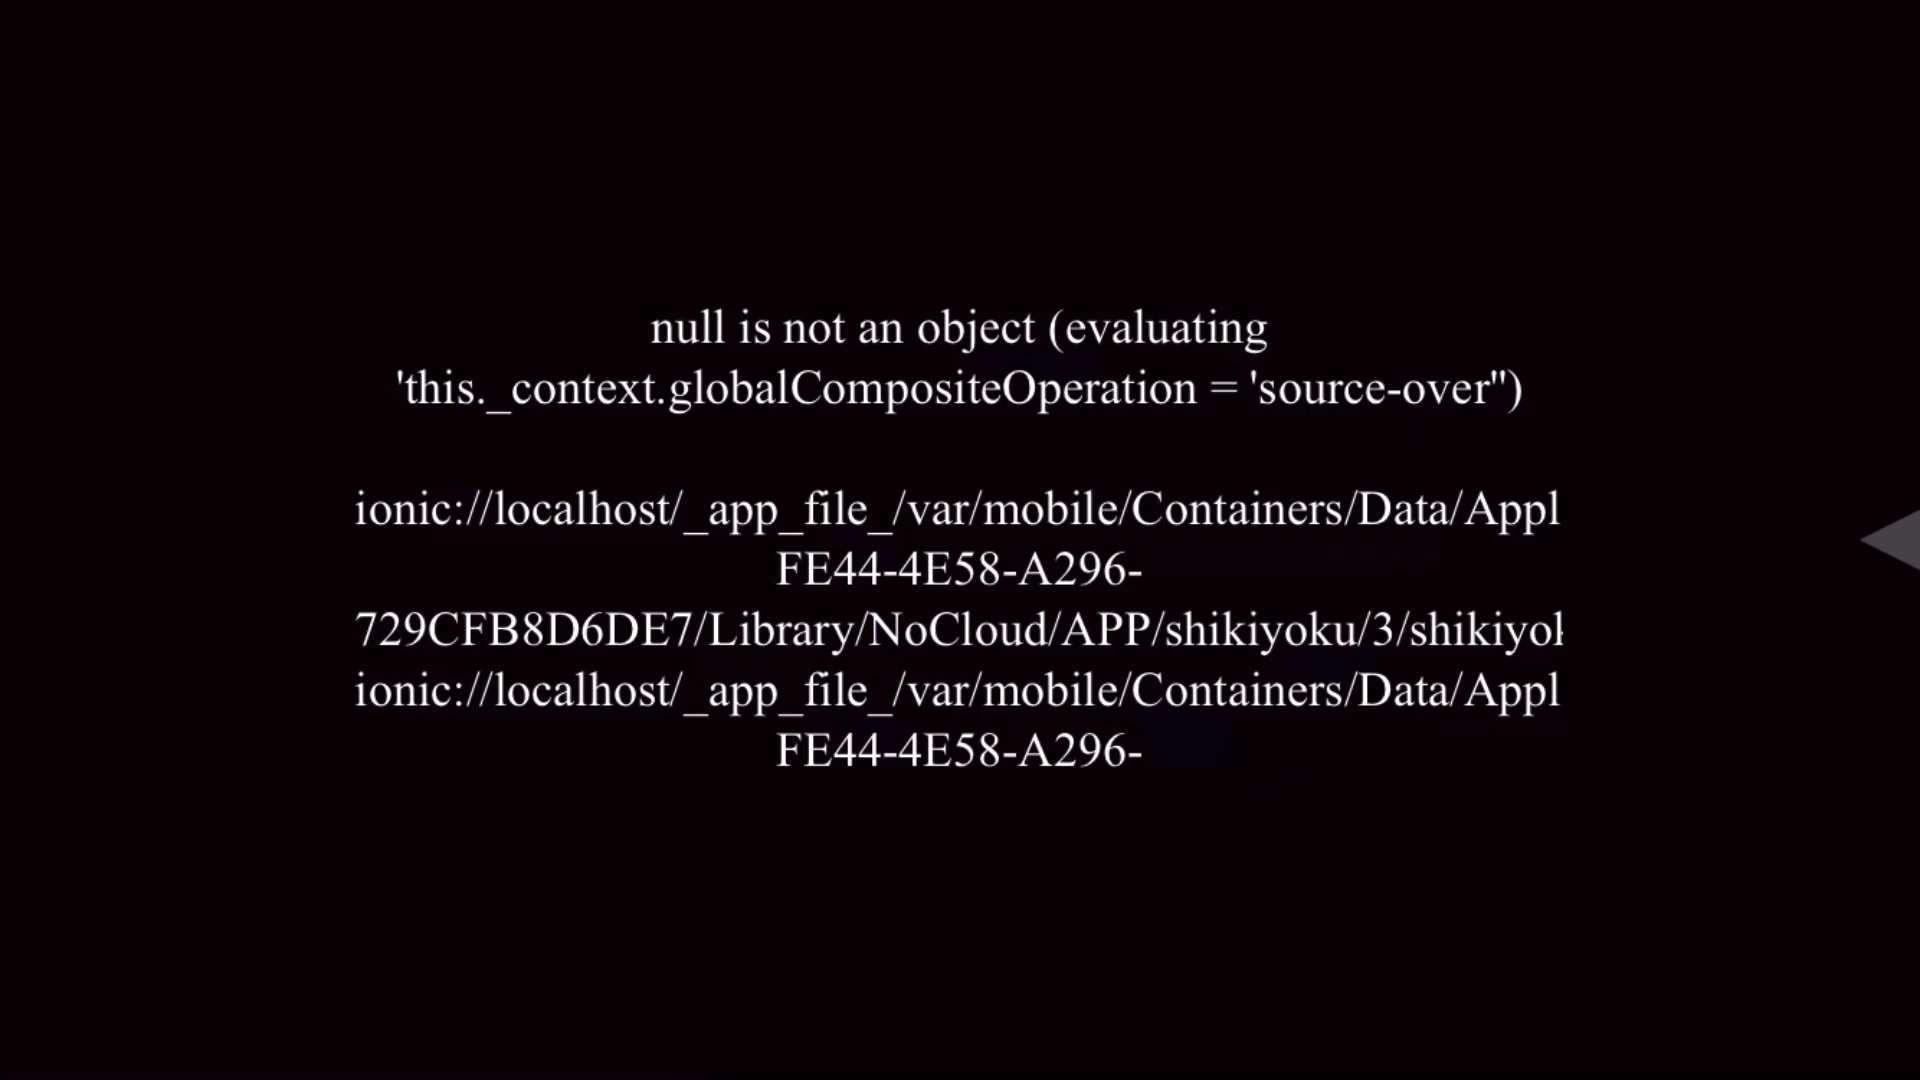 null is not an object (evaluating
'this._context.globalCompositeOperation = 'source-over'')
ionic://localhost/_app_file_/var/mobile/Containers/Data/Appl
FE44-4E58-A296-
729CFB8D6DE7/Library/NoCloud/APP/shikiyoku/3/shikiyok
ionic://localhost/_app_file_/var/mobile/Containers/Data/Appl
FE44-4E58-A296-